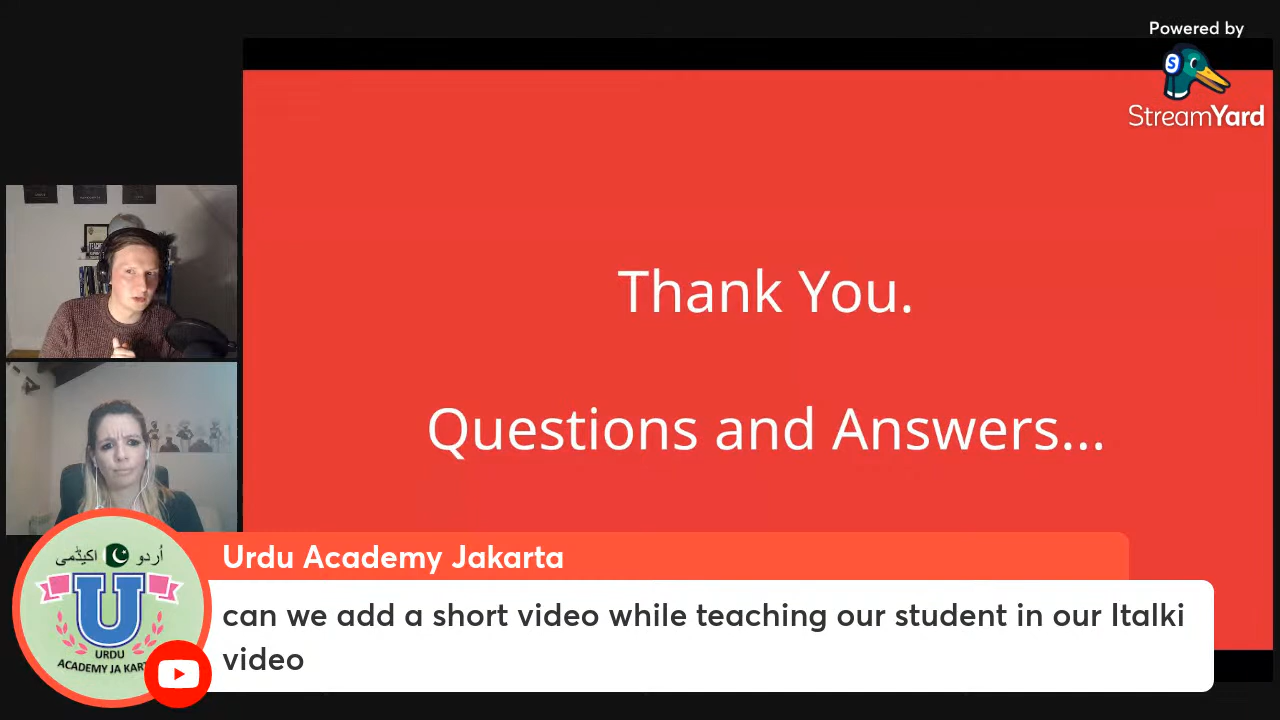 Powered by
StreamYard
Thank You.
Questions and Answers...
Urdu Academy Jakarta
can we add a short video while teaching our student in our Italki
video
اُردو اکیڈمی
U
URDU
ACADEMY JA KART